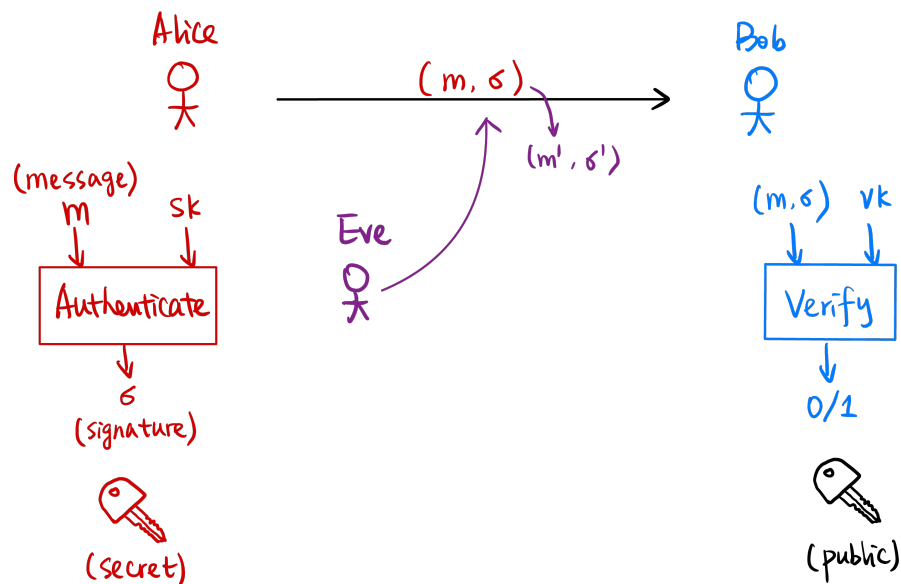 Alice
Bob
(m, σ)
(m', σ')
(message)
m
sk
Eve
(m, σ)
vk
Authenticate
Verify
σ
(signature)
0/1
(secret)
(public)